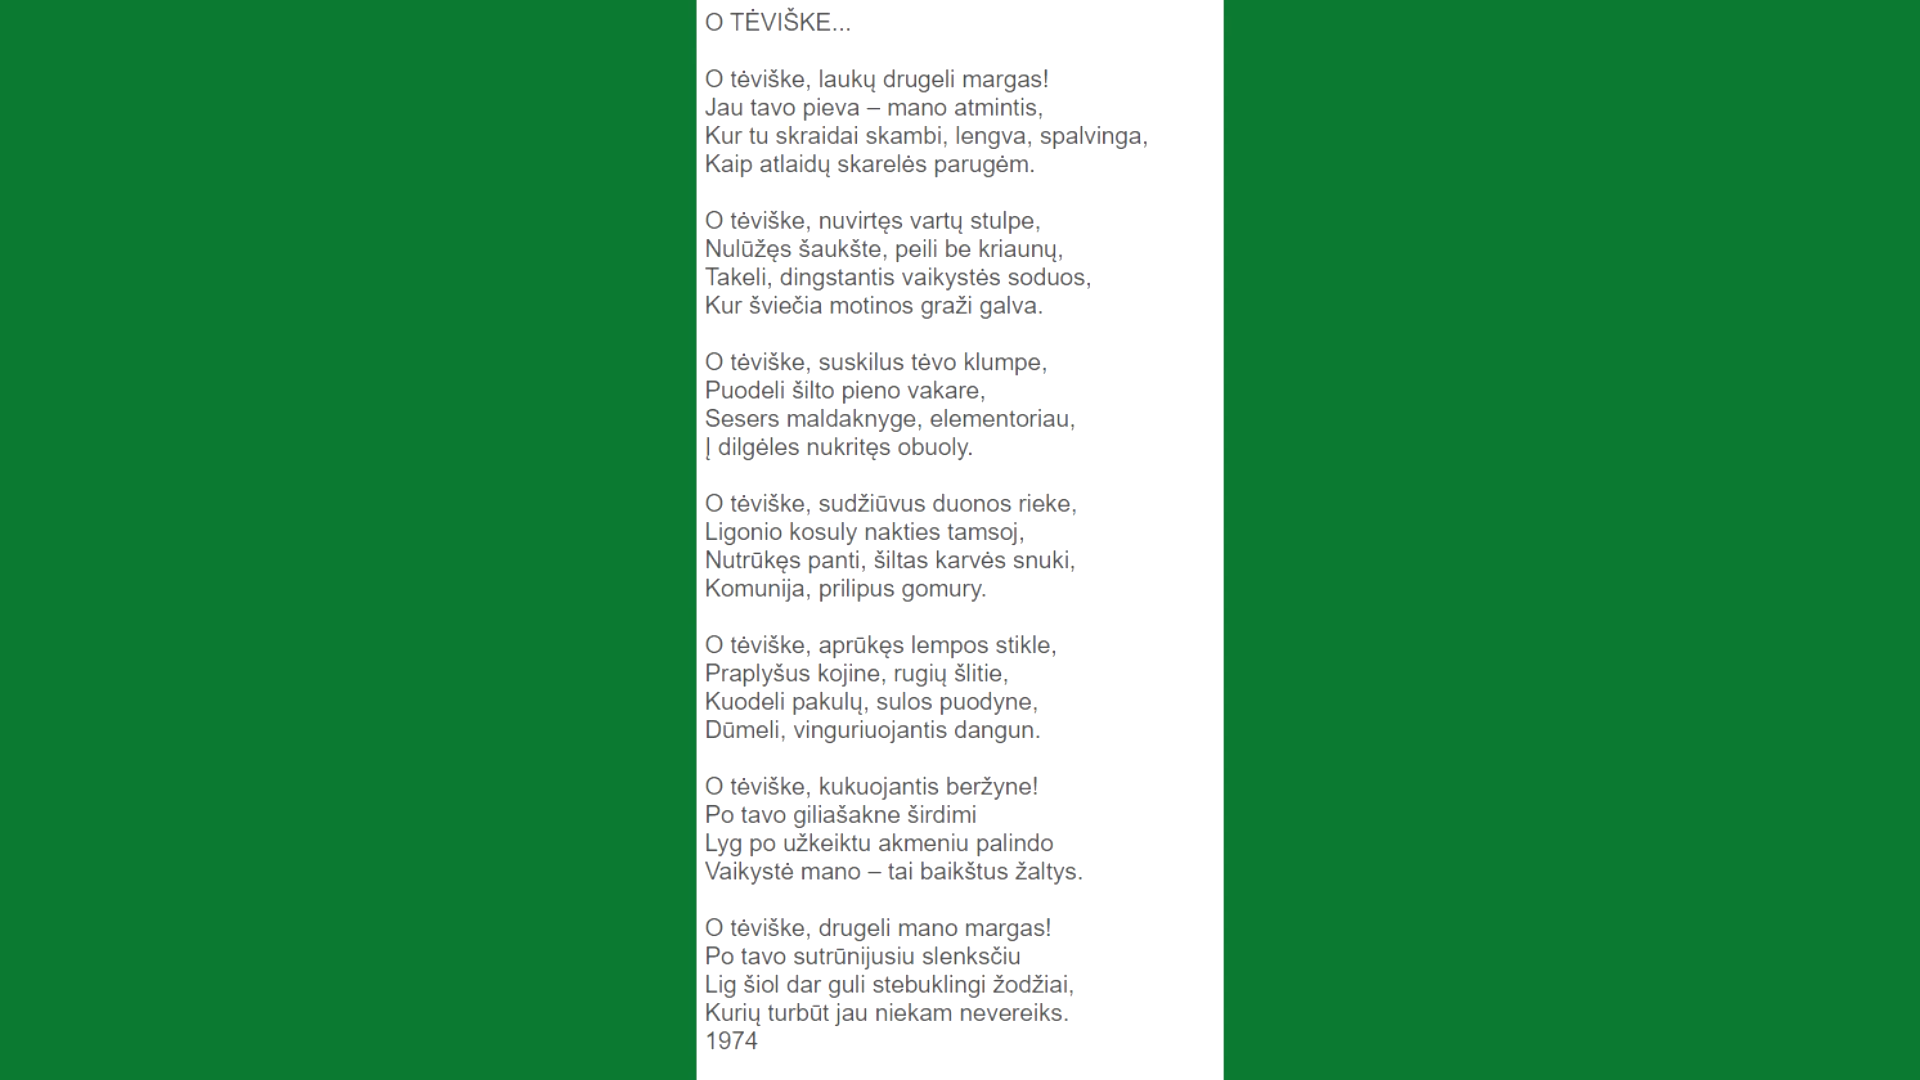 O TĖVIŠKE...
O tėviške, laukų drugeli margas!
Jau tavo pieva – mano atmintis,
Kur tu skraidai skambi, lengva, spalvinga,
Kaip atlaidų skarelės parugėm.
O tėviške, nuvirtęs vartų stulpe,
Nulūžęs šaukšte, peili be kriaunų,
Takeli, dingstantis vaikystės soduos,
Kur šviečia motinos graži galva.
O tėviške, suskilus tėvo klumpe,
Puodeli šilto pieno vakare,
Sesers maldaknyge, elementoriau,
Į dilgėles nukritęs obuoly.
O tėviške, sudžiūvus duonos rieke,
Ligonio kosuly nakties tamsoj,
Nutrūkęs panti, šiltas karvės snuki,
Komunija, prilipus gomury.
O tėviške, aprūkęs lempos stikle,
Praplyšus kojine, rugių šlitie,
Kuodeli pakulų, sulos puodyne,
Dūmeli, vinguriuojantis dangun.
O tėviške, kukuojantis beržyne!
Po tavo giliašakne širdimi
Lyg po užkeiktu akmeniu palindo
Vaikystė mano – tai baikštus žaltys.
O tėviške, drugeli mano margas!
Po tavo sutrūnijusiu slenksčiu
Lig šiol dar guli stebuklingi žodžiai,
Kurių turbūt jau niekam nevereiks.
1974